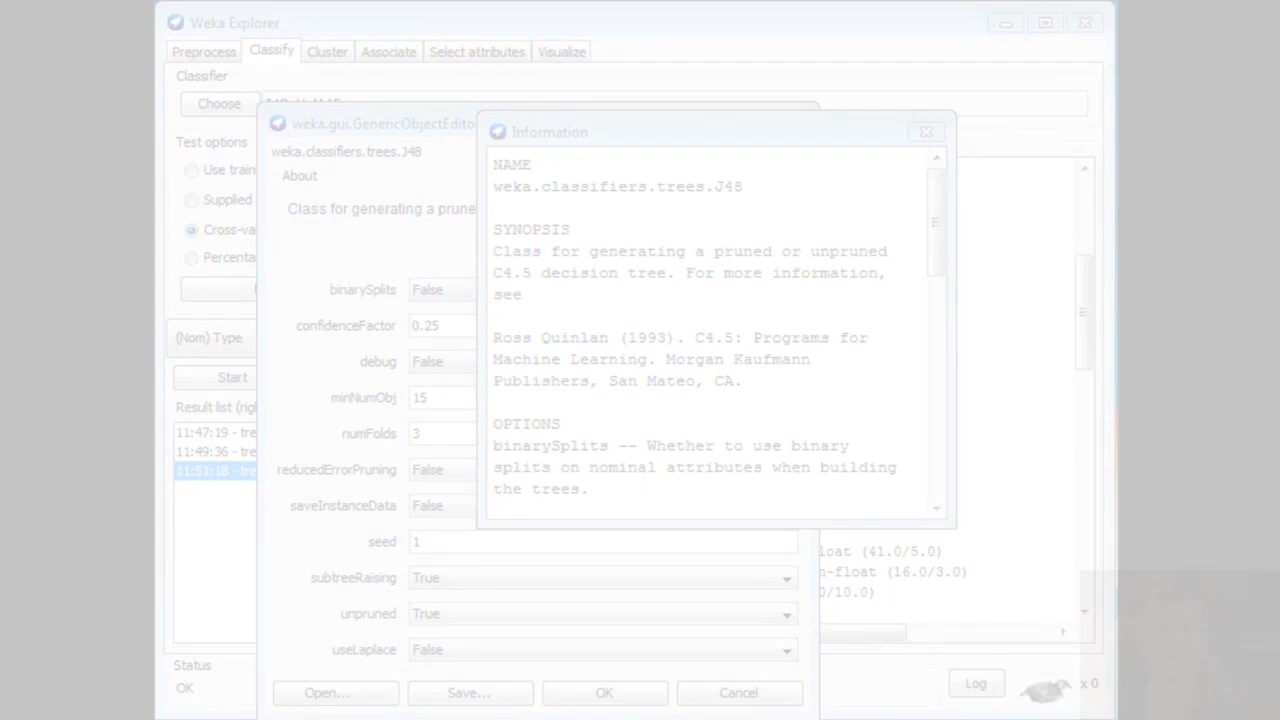 Weka Explorer
Preprocess Classify Cluster Associate Select attributes Visualize
Classifier
Choose
Test options
Use train
Supplied
Cross-va
Percenta
(Nom) Type
Start
Result list (righ
11:47:19 - tre
11:49:36 - tre
11:51:18 - tre
Status
OK
weka.gui.GenericObjectEdito
weka.classifiers.trees.J48
About
Class for generating a prune
binarySplits False
confidenceFactor 0.25
debug False
minNumObj 15
numFolds 3
reducedErrorPruning False
saveInstanceData False
seed 1
subtreeRaising True
unpruned True
useLaplace False
Open... Save... OK Cancel
Information
NAME
weka.classifiers.trees.J48
SYNOPSIS
Class for generating a pruned or unpruned
C4.5 decision tree. For more information,
see
Ross Quinlan (1993). C4.5: Programs for
Machine Learning. Morgan Kaufmann
Publishers, San Mateo, CA.
OPTIONS
binarySplits -- Whether to use binary
splits on nominal attributes when building
the trees.
loat (41.0/5.0)
n-float (16.0/3.0)
0/10.0)
Log x 0